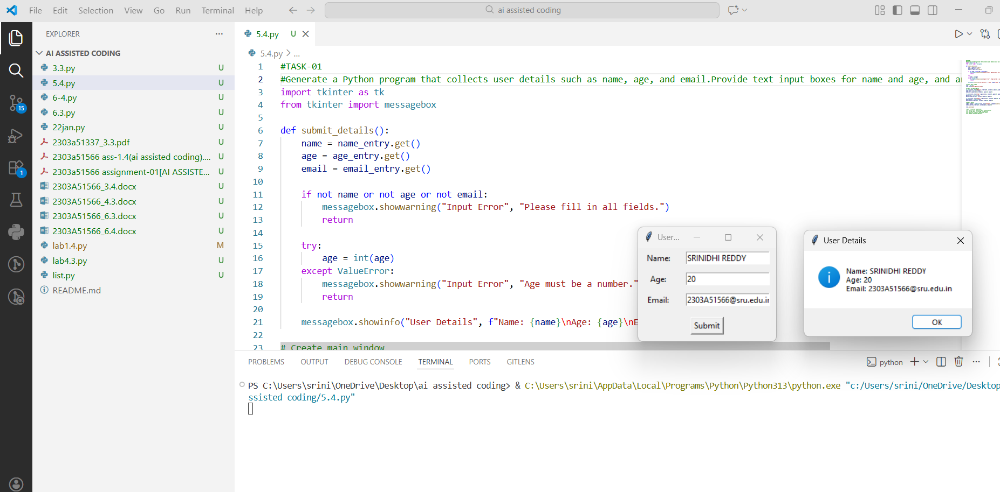 File Edit Selection View Go Run Terminal Help
ai assisted coding
EXPLORER
AI ASSISTED CODING
3.3.py U
5.4.py U
6-4.py U
6.3.py U
22jan.py U
2303a51337_3.3.pdf U
2303a51566 ass-1.4(ai assisted coding).... U
2303a51566 assignment-01[AI ASSISTE... U
2303A51566_3.4.docx U
2303A51566_4.3.docx U
2303A51566_6.3.docx U
2303A51566_6.4.docx U
lab1.4.py M
lab4.3.py U
list.py U
README.md
15
1
5.4.py U
5.4.py > ...
1 #TASK-01
2 #Generate a Python program that collects user details such as name, age, and email.Provide text input boxes for name and age, and
3 import tkinter as tk
4 from tkinter import messagebox
5
6 def submit_details():
7 name = name_entry.get()
8 age = age_entry.get()
9 email = email_entry.get()
10
11 if not name or not age or not email:
12 messagebox.showwarning("Input Error", "Please fill in all fields.")
13 return
14
15 try:
16 age = int(age)
17 except ValueError:
18 messagebox.showwarning("Input Error", "Age must be a number."
19 return
20
21 messagebox.showinfo("User Details", f"Name: {name}\nAge: {age}\nE
22
23 # Create main window
User...
Name: SRINIDHI REDDY
Age: 20
Email: 2303A51566@sru.edu.in
Submit
User Details
Name: SRINIDHI REDDY
Age: 20
Email: 2303A51566@sru.edu.in
OK
PROBLEMS OUTPUT DEBUG CONSOLE TERMINAL PORTS GITLENS
python
PS C:\Users\srini\OneDrive\Desktop\ai assisted coding> & C:\Users\srini\AppData\Local\Programs\Python\Python313\python.exe "c:/Users/srini/OneDrive/Desktop
ssisted coding/5.4.py"